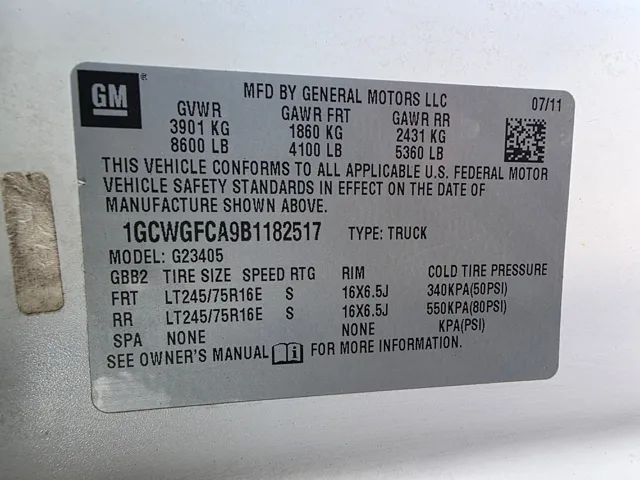 GM
MFD BY GENERAL MOTORS LLC 07/11
GVWR GAWR FRT GAWR RR
3901 KG 1860 KG 2431 KG
8600 LB 4100 LB 5360 LB
THIS VEHICLE CONFORMS TO ALL APPLICABLE U.S. FEDERAL MOTOR
VEHICLE SAFETY STANDARDS IN EFFECT ON THE DATE OF
MANUFACTURE SHOWN ABOVE.
1GCWGFCA9B1182517 TYPE: TRUCK
MODEL: G23405
GBB2 TIRE SIZE SPEED RTG RIM COLD TIRE PRESSURE
FRT LT245/75R16E S 16X6.5J 340KPA(50PSI)
RR LT245/75R16E S 16X6.5J 550KPA(80PSI)
SPA NONE NONE KPA(PSI)
SEE OWNER'S MANUAL FOR MORE INFORMATION.